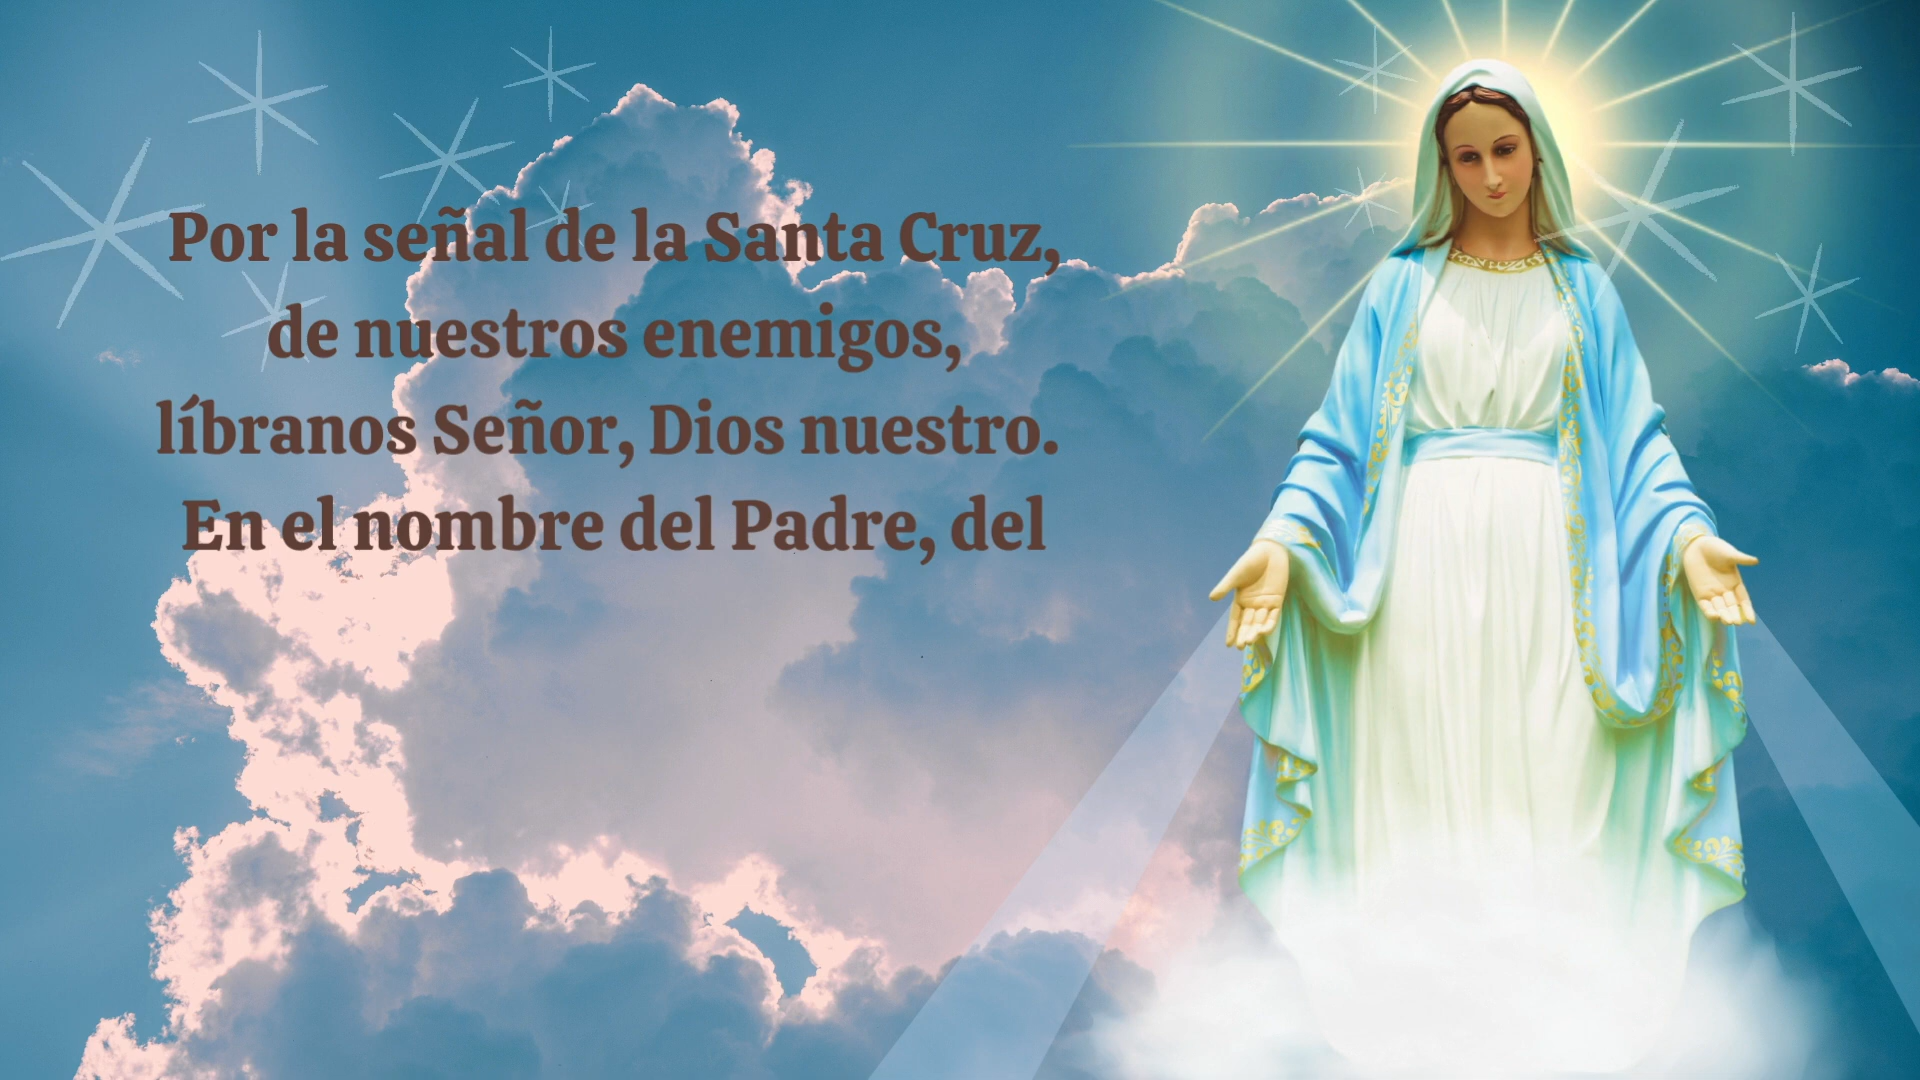 Por la señal de la Santa Cruz,
de nuestros enemigos,
líbranos Señor, Dios nuestro.
En el nombre del Padre, del